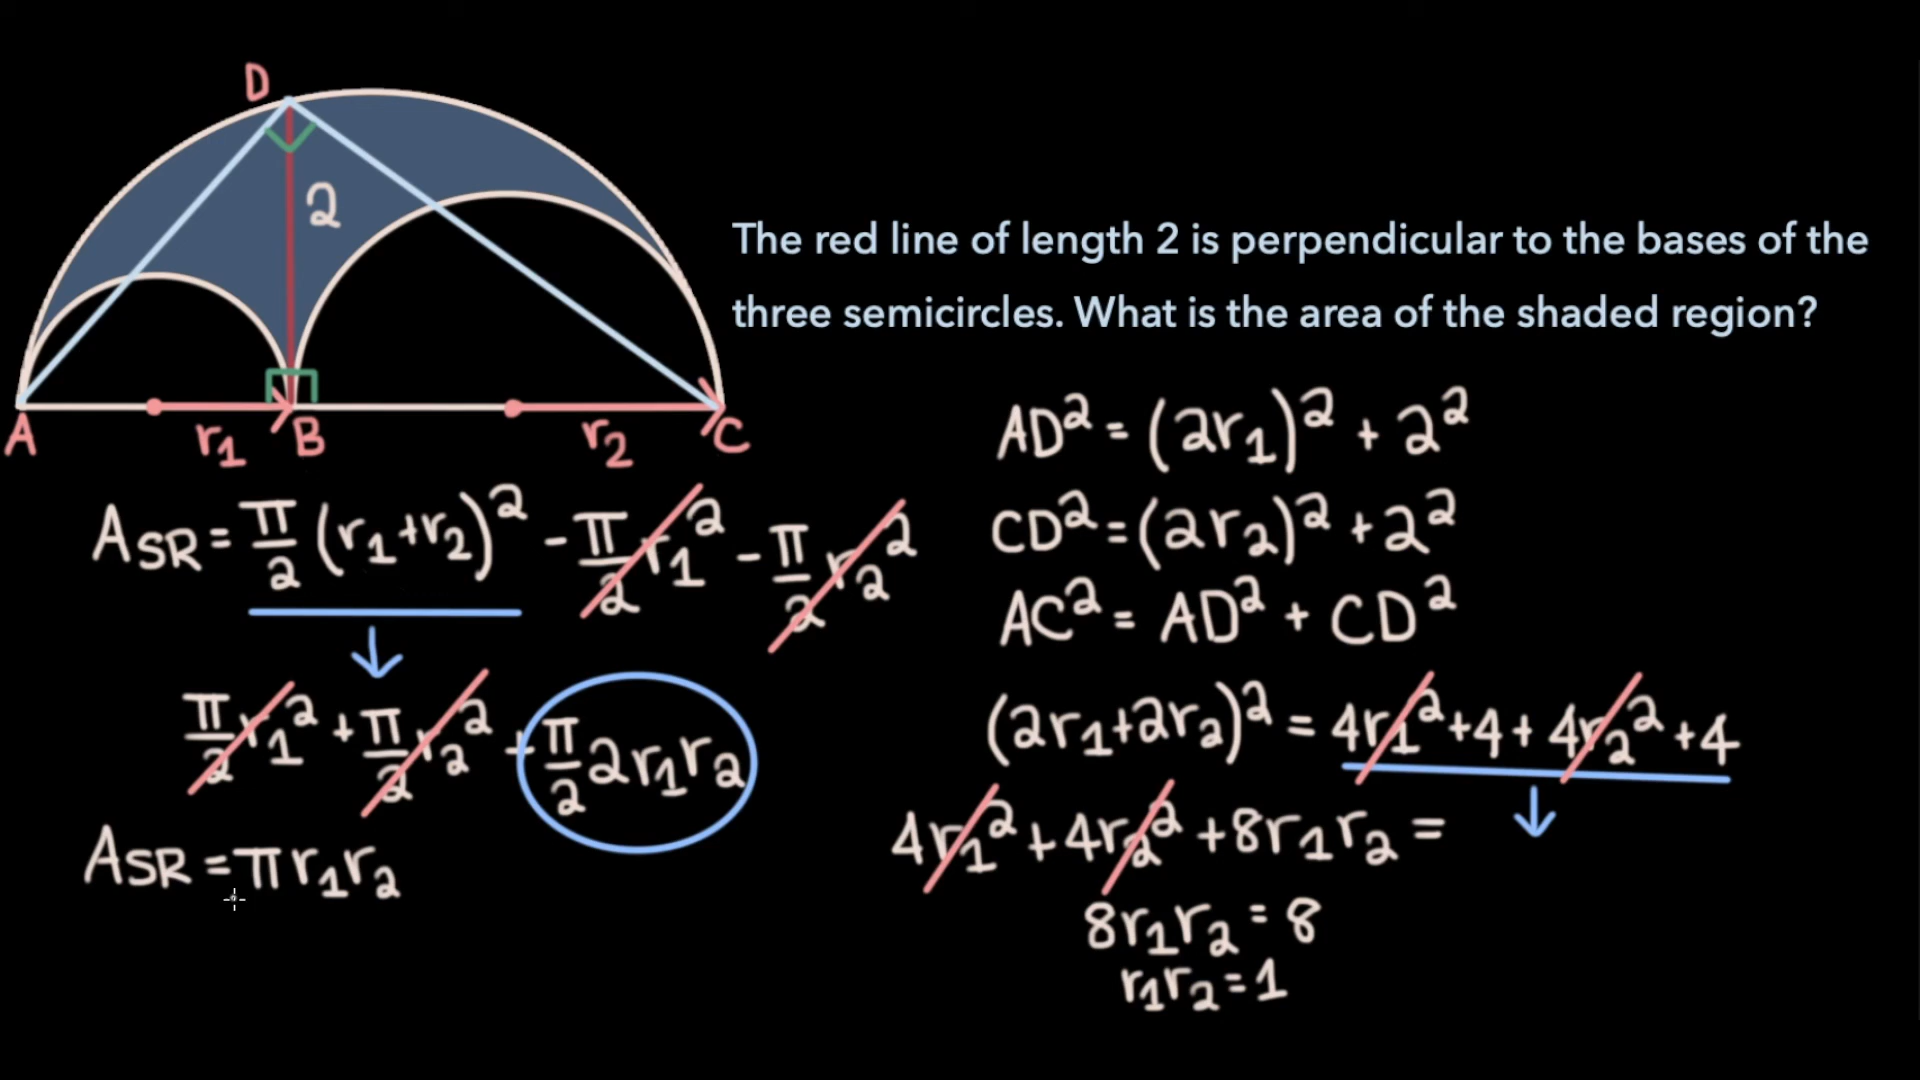 D
2
A
r₁
B
r₂
C
The red line of length 2 is perpendicular to the bases of the
three semicircles. What is the area of the shaded region?
A_SR = π/2 (r₁+r₂)² - π/2 r₁² - π/2 r₂²
π/2 r₁² + π/2 r₂² + π/2 2r₁r₂
A_SR = πr₁r₂
AD² = (2r₁)² + 2²
CD² = (2r₂)² + 2²
AC² = AD² + CD²
(2r₁+2r₂)² = 4r₁² + 4 + 4r₂² + 4
4r₁² + 4r₂² + 8r₁r₂ =
8r₁r₂ = 8
r₁r₂ = 1